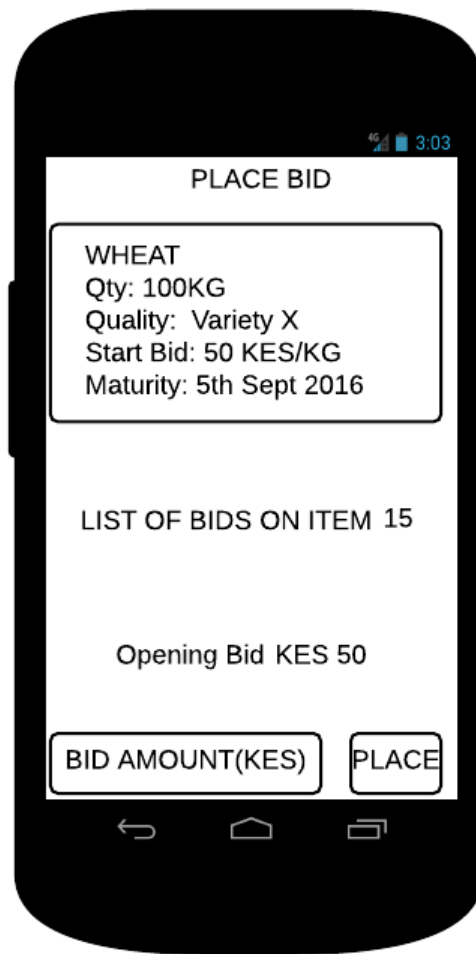 4G 3:03
PLACE BID
WHEAT
Qty: 100KG
Quality: Variety X
Start Bid: 50 KES/KG
Maturity: 5th Sept 2016
LIST OF BIDS ON ITEM 15
Opening Bid KES 50
BID AMOUNT(KES) PLACE